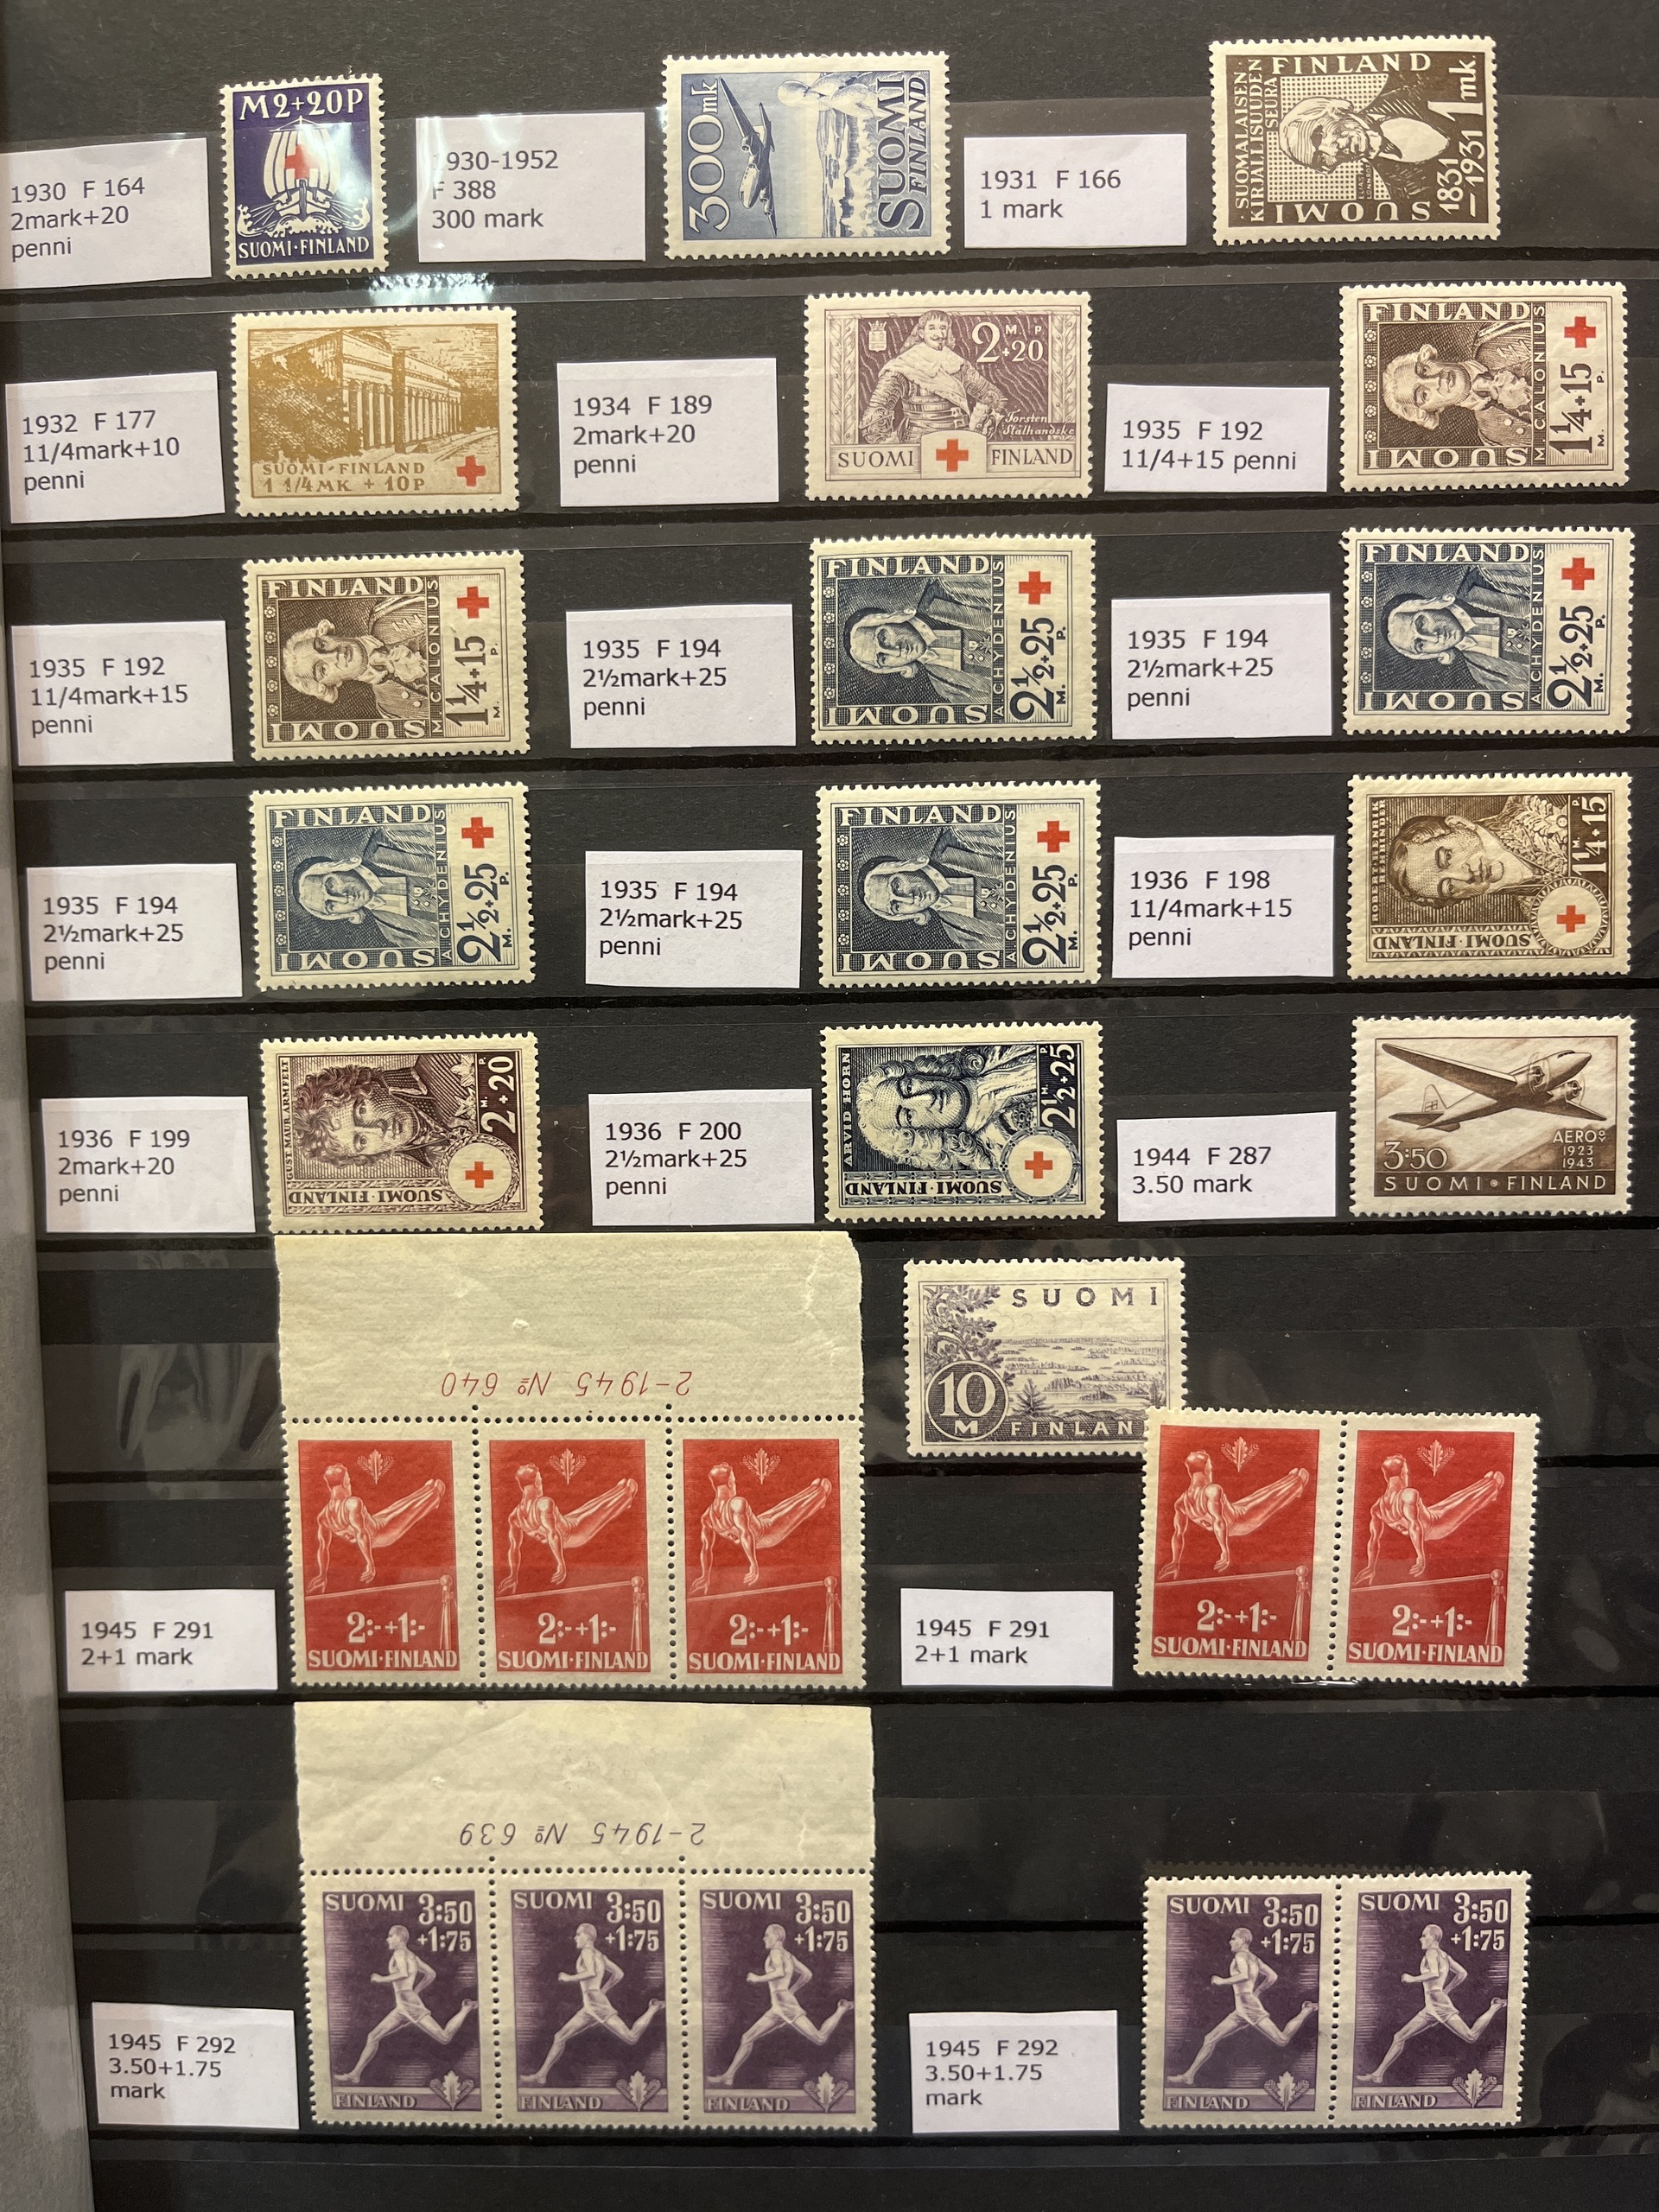 1930 F 164
2mark+20
penni
M2+20P
SUOMI·FINLAND
1930-1952
F 388
300 mark
300mk
SUOMI
FINLAND
1931 F 166
1 mark
·SUOMALAISEN·
KIRJALLISUUDEN
SEURA
FINLAND
SUOMI
1831
–1931
1mk
1932 F 177
11/4mark+10
penni
SUOMI·FINLAND
1 1/4 MK + 10P
1934 F 189
2mark+20
penni
2 M. P
+20
Torsten
Stålhandske
SUOMI FINLAND
1935 F 192
11/4+15 penni
FINLAND
SUOMI
M. CALONIUS
1¼+15
M. P.
1935 F 192
11/4mark+15
penni
FINLAND
SUOMI
M. CALONIUS
1¼+15
M. P.
1935 F 194
2½mark+25
penni
FINLAND
SUOMI
A. CHYDENIUS
2½+25
M. P.
1935 F 194
2½mark+25
penni
FINLAND
SUOMI
A. CHYDENIUS
2½+25
M. P.
1935 F 194
2½mark+25
penni
FINLAND
SUOMI
A. CHYDENIUS
2½+25
M. P.
1935 F 194
2½mark+25
penni
FINLAND
SUOMI
A. CHYDENIUS
2½+25
M. P.
1936 F 198
11/4mark+15
penni
ROBERT HENRIK
REHBINDER
SUOMI·FINLAND
1¼+15
M. P.
1936 F 199
2mark+20
penni
GUST. MAUR. ARMFELT
SUOMI·FINLAND
2+20
M. P.
1936 F 200
2½mark+25
penni
ARVID HORN
SUOMI·FINLAND
2½+25
M. P.
1944 F 287
3.50 mark
AERO O/Y
1923
1943
3:50
SUOMI·FINLAND
2-1945 № 640
SUOMI
10
M
FINLAN
1945 F 291
2+1 mark
2:-+1:-
SUOMI·FINLAND
2:-+1:-
SUOMI·FINLAND
2:-+1:-
SUOMI·FINLAND
1945 F 291
2+1 mark
2:-+1:-
SUOMI·FINLAND
2:-+1:-
SUOMI·FINLAND
2-1945 № 639
1945 F 292
3.50+1.75
mark
SUOMI 3:50
+1:75
FINLAND
SUOMI 3:50
+1:75
FINLAND
SUOMI 3:50
+1:75
FINLAND
1945 F 292
3.50+1.75
mark
SUOMI 3:50
+1:75
FINLAND
SUOMI 3:50
+1:75
FINLAND